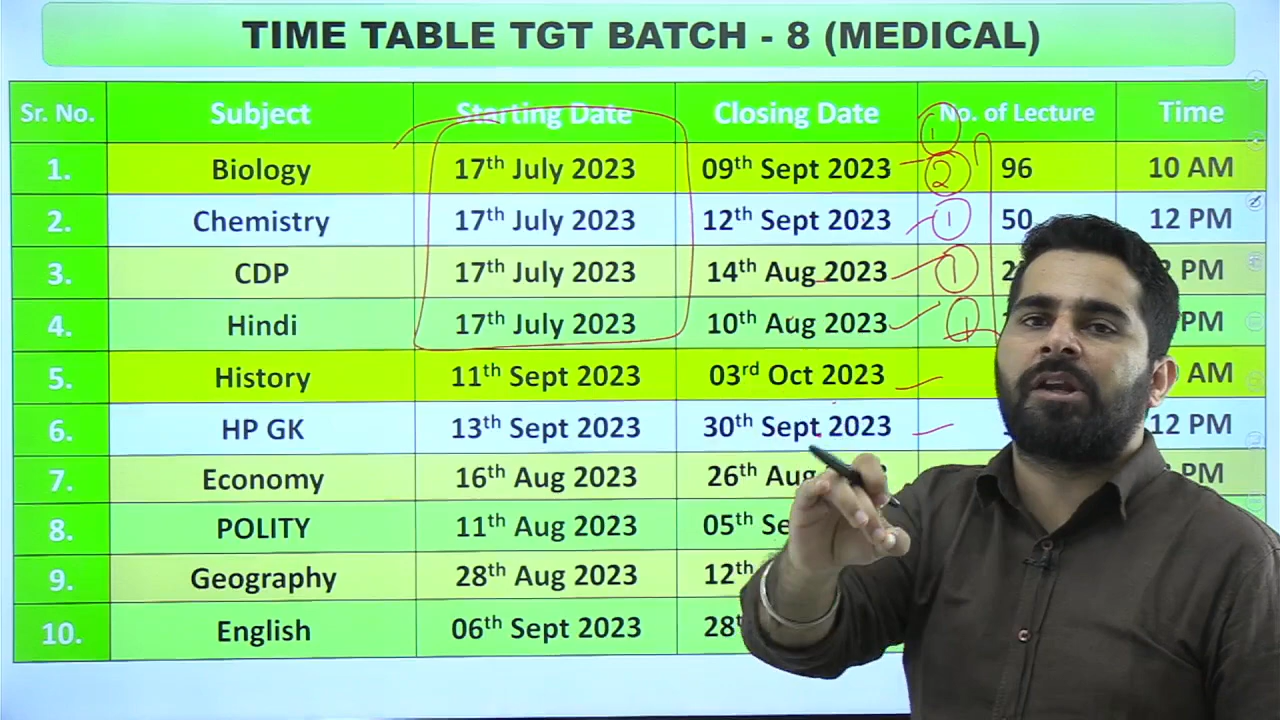 TIME TABLE TGT BATCH - 8 (MEDICAL)
Sr. No. Subject Starting Date Closing Date No. of Lecture Time
1. Biology 17th July 2023 09th Sept 2023 2 96 10 AM
2. Chemistry 17th July 2023 12th Sept 2023 1 50 12 PM
3. CDP 17th July 2023 14th Aug 2023 1 PM
4. Hindi 17th July 2023 10th Aug 2023 1 PM
5. History 11th Sept 2023 03rd Oct 2023 AM
6. HP GK 13th Sept 2023 30th Sept 2023 12 PM
7. Economy 16th Aug 2023 26th Aug PM
8. POLITY 11th Aug 2023 05th
9. Geography 28th Aug 2023 12th
10. English 06th Sept 2023 28th